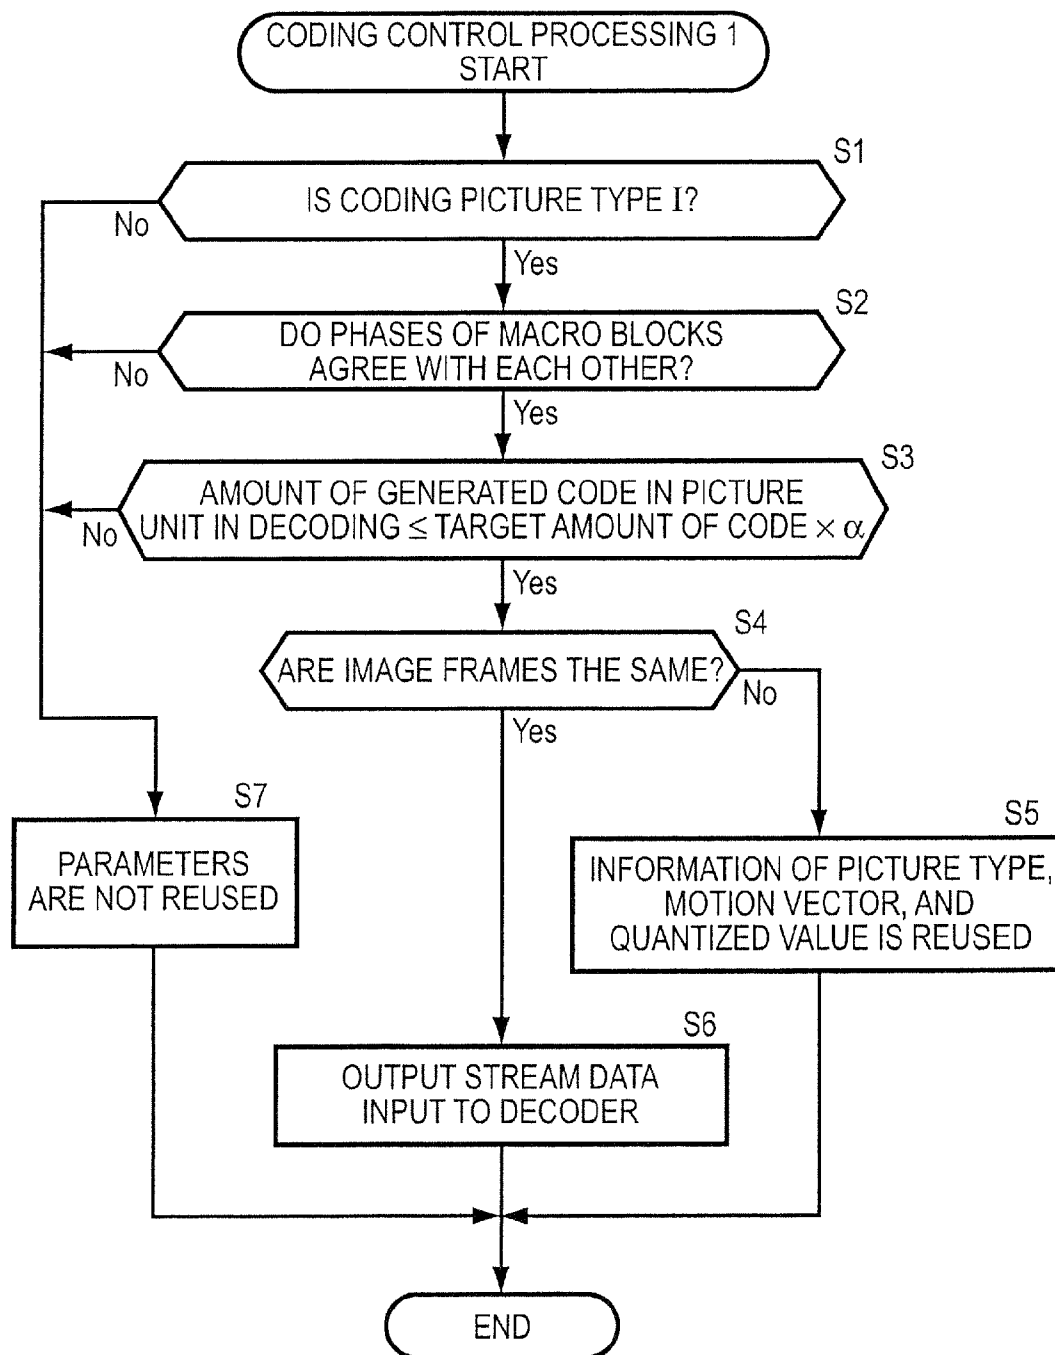 CODING CONTROL PROCESSING 1
START
S1
IS CODING PICTURE TYPE I?
No
Yes
S2
DO PHASES OF MACRO BLOCKS
AGREE WITH EACH OTHER?
No
Yes
S3
AMOUNT OF GENERATED CODE IN PICTURE
UNIT IN DECODING ≤ TARGET AMOUNT OF CODE × α
No
Yes
S4
ARE IMAGE FRAMES THE SAME?
No
Yes
S7
PARAMETERS
ARE NOT REUSED
S5
INFORMATION OF PICTURE TYPE,
MOTION VECTOR, AND
QUANTIZED VALUE IS REUSED
S6
OUTPUT STREAM DATA
INPUT TO DECODER
END